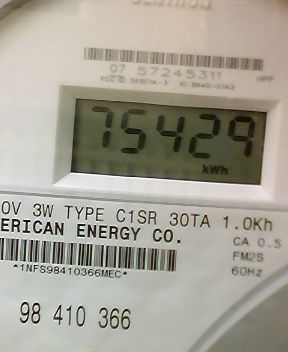 07 57245311
75429
kWh
0V 3W TYPE C1SR 30TA 1.0Kh
ERICAN ENERGY CO.
CA 0.5
FM2S
60Hz
*1NFS98410366MEC*
98 410 366